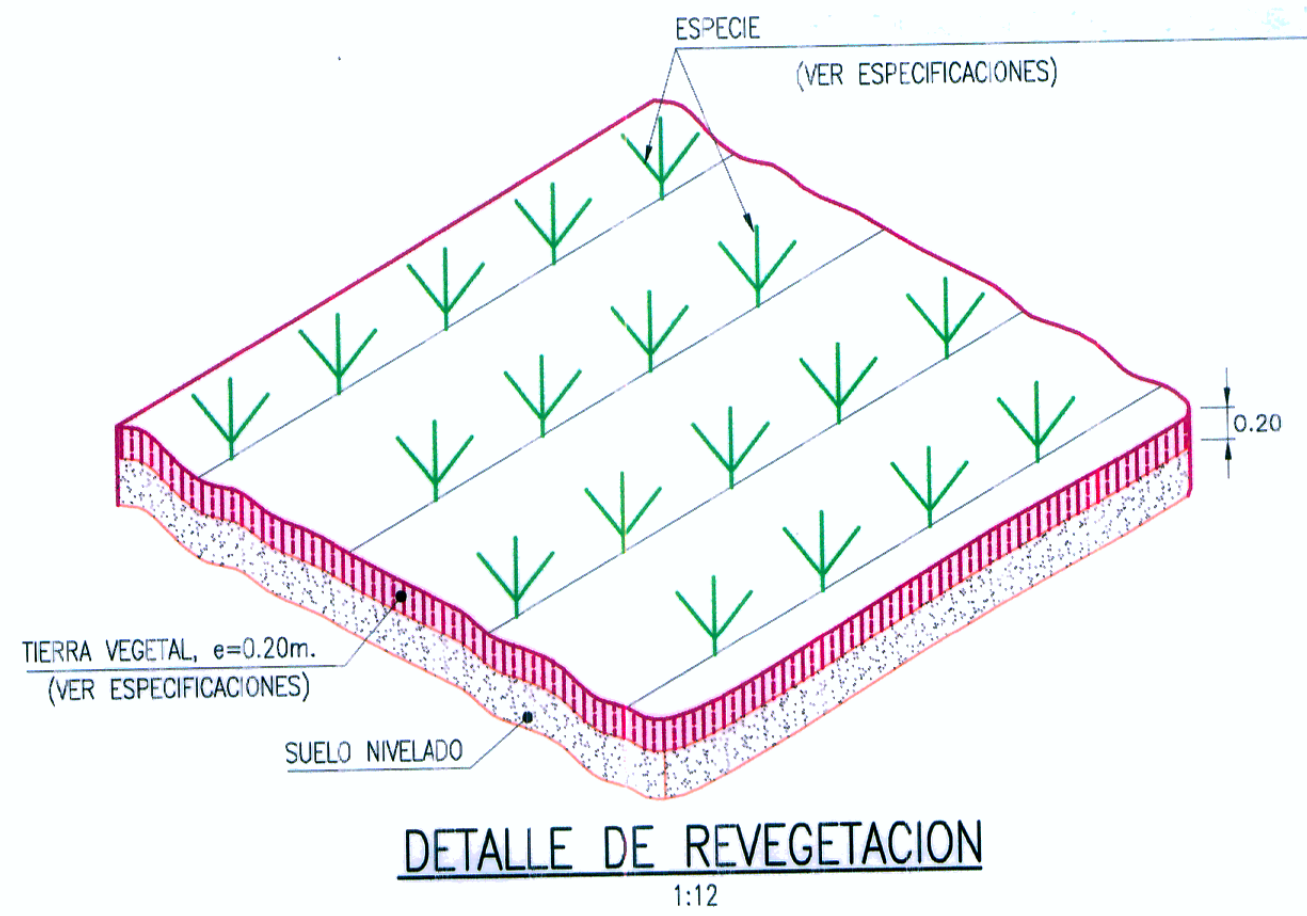 ESPECIE
(VER ESPECIFICACIONES)
0.20
TIERRA VEGETAL, e=0.20m.
(VER ESPECIFICACIONES)
SUELO NIVELADO
DETALLE DE REVEGETACION
1:12